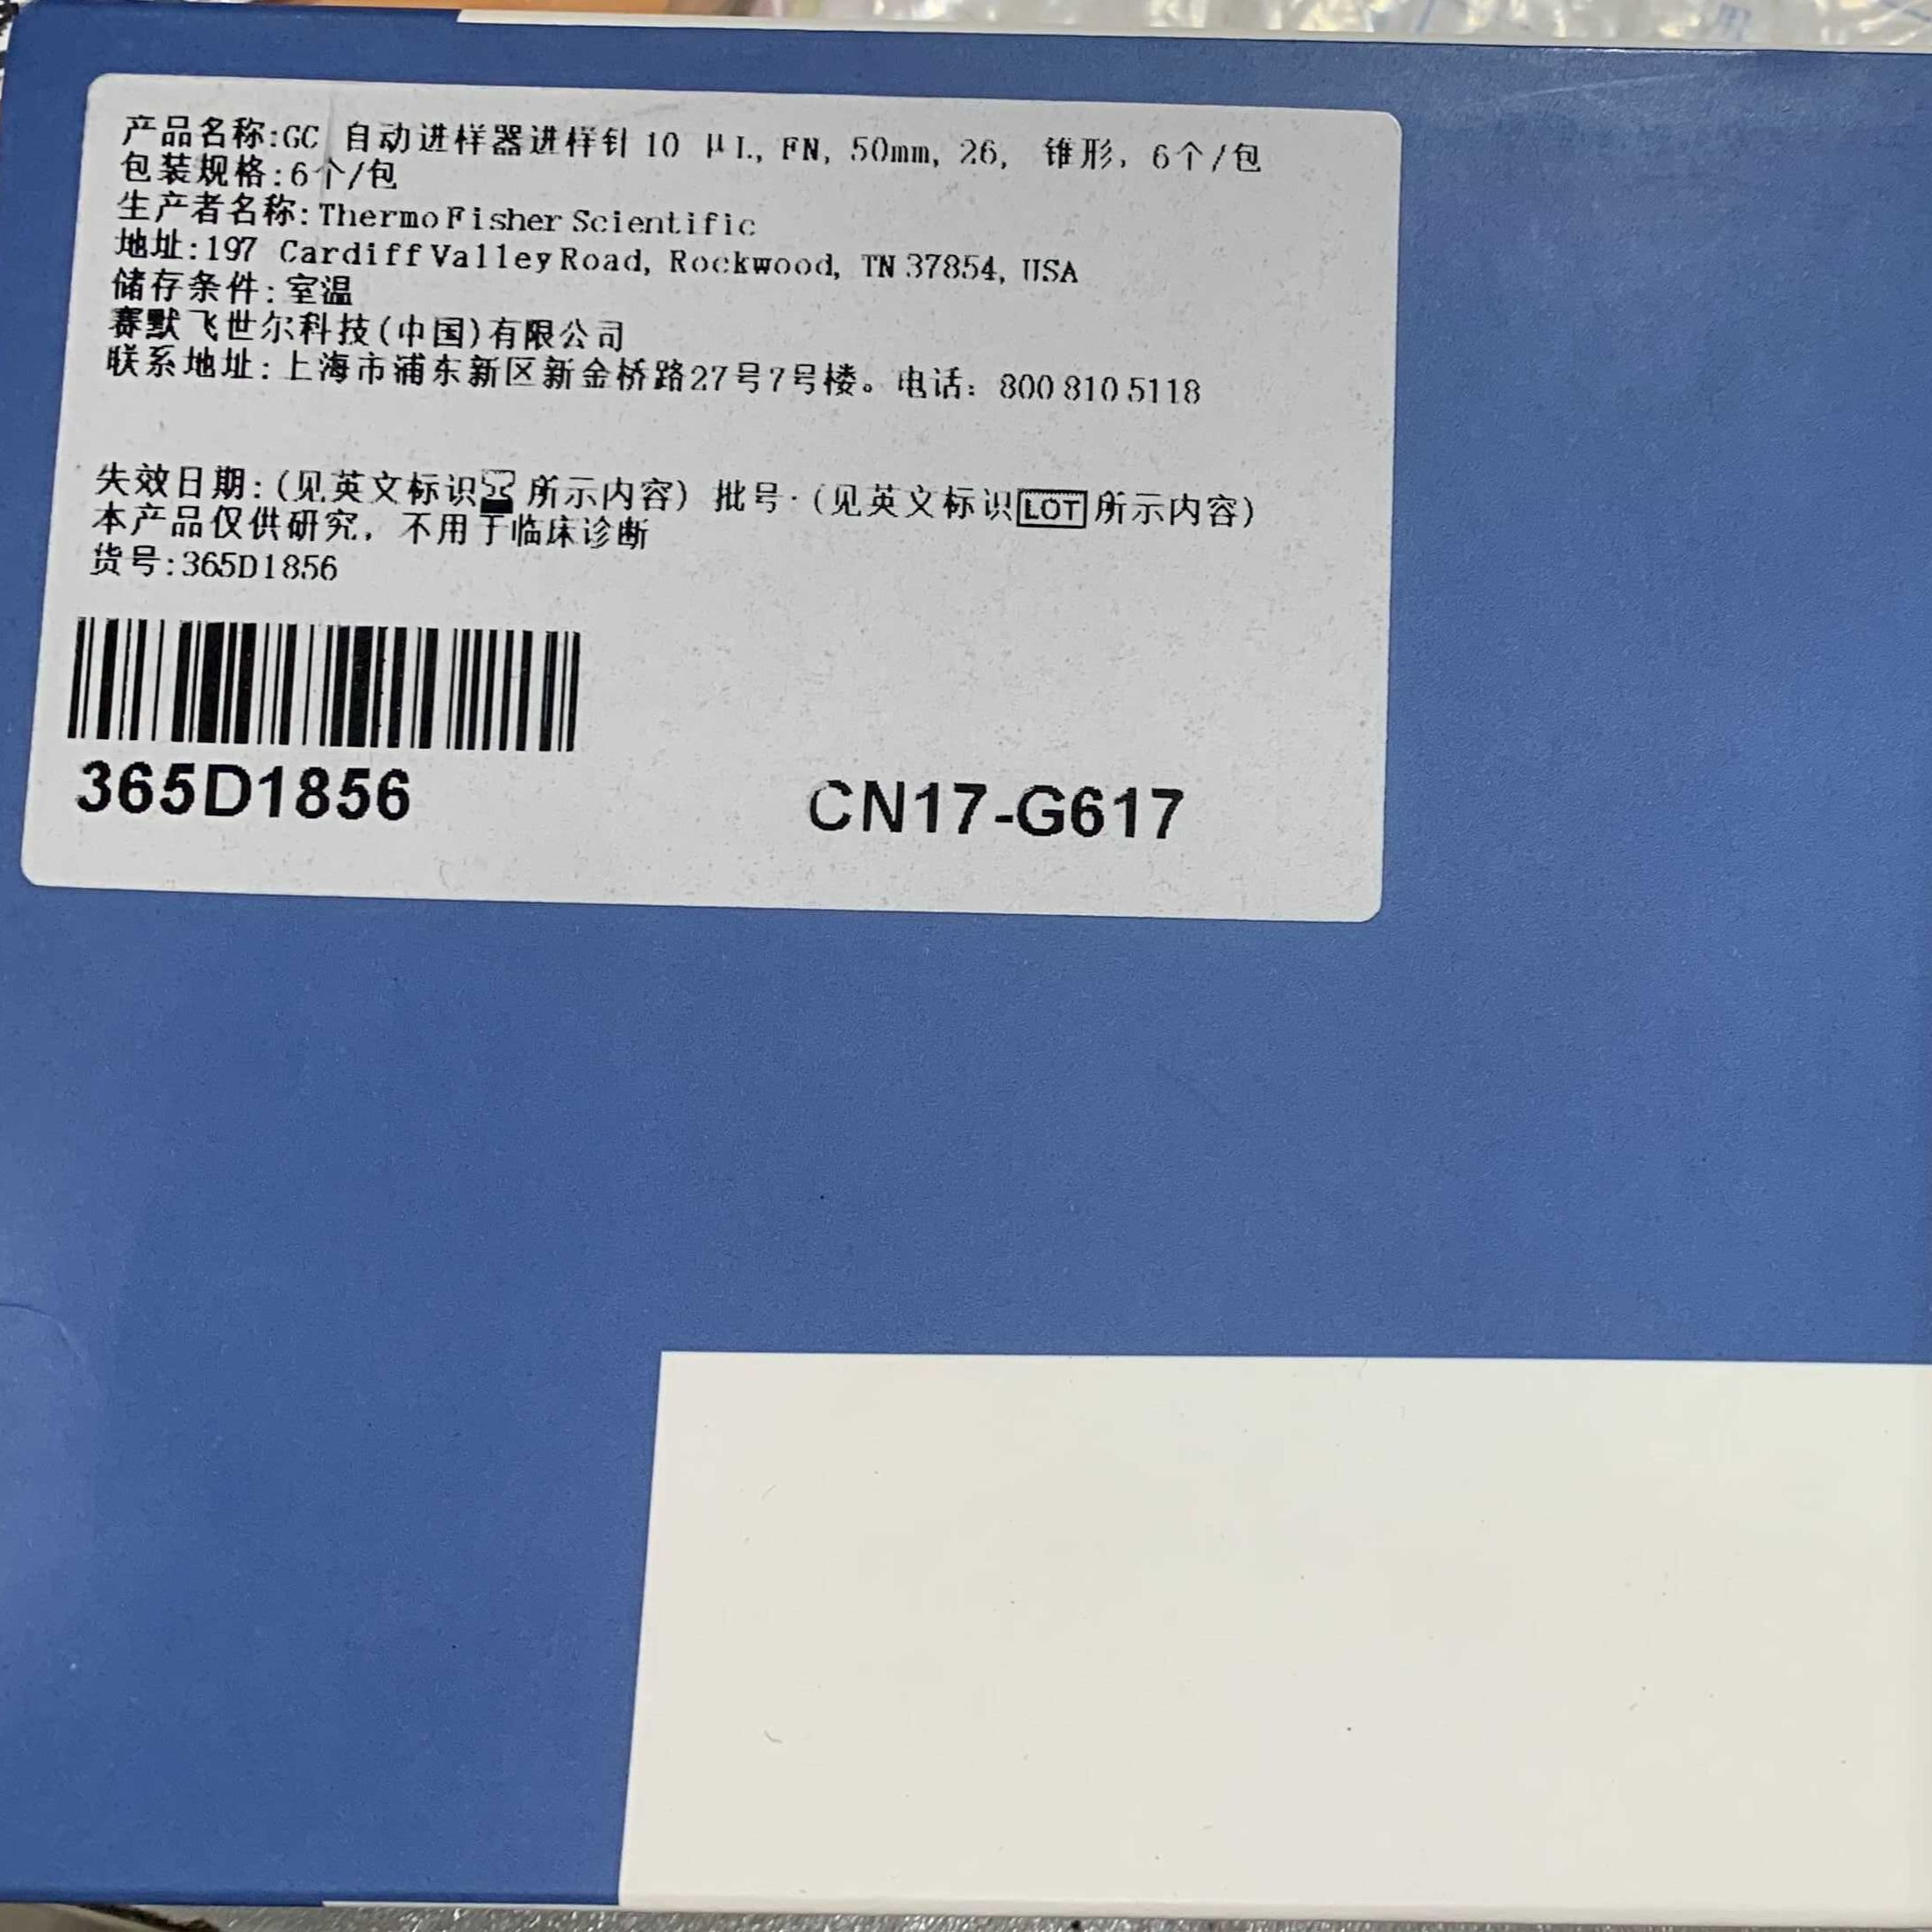 产品名称:GC 自动进样器进样针10 μL, FN, 50mm, 26, 锥形, 6个/包
包装规格:6个/包
生产者名称:Thermo Fisher Scientific
地址:197 Cardiff Valley Road, Rockwood, TN 37854, USA
储存条件:室温
赛默飞世尔科技(中国)有限公司
联系地址:上海市浦东新区新金桥路27号7号楼。电话: 800 810 5118
失效日期:(见英文标识 所示内容) 批号:(见英文标识LOT所示内容)
本产品仅供研究, 不用于临床诊断
货号:365D1856
365D1856 CN17-G617